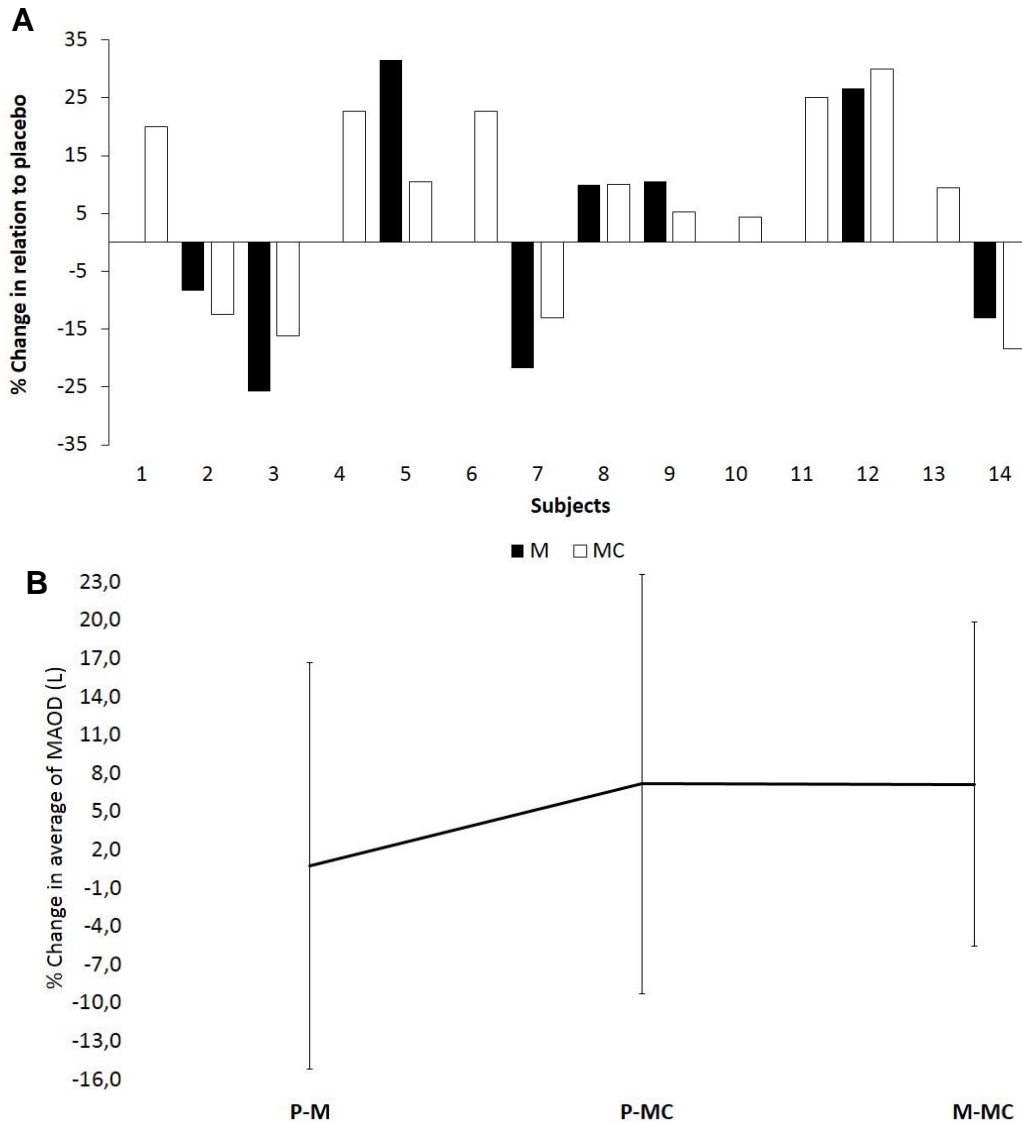 A
% Change in relation to placebo
35
25
15
5
-5
-15
-25
-35
1 2 3 4 5 6 7 8 9 10 11 12 13 14
Subjects
M MC
B
% Change in average of MAOD (L)
23,0
20,0
17,0
14,0
11,0
8,0
5,0
2,0
-1,0
-4,0
-7,0
-10,0
-13,0
-16,0
P-M P-MC M-MC